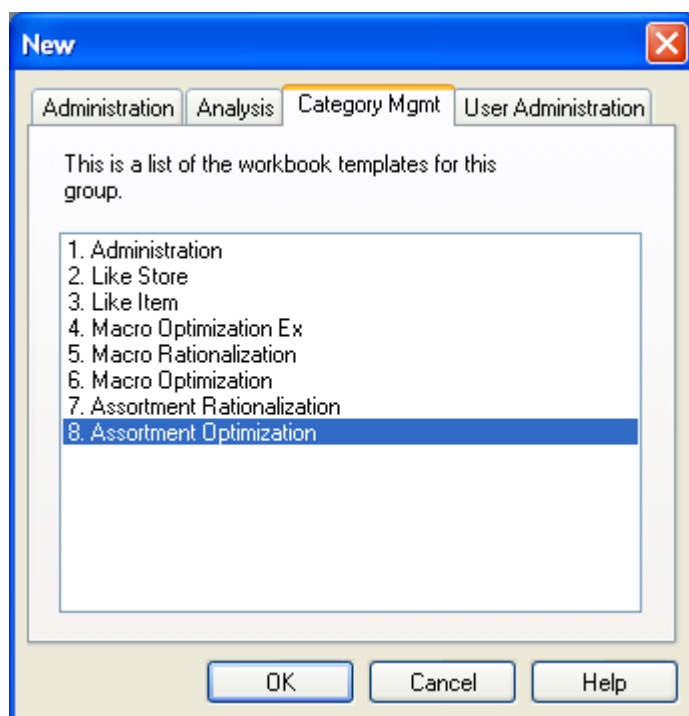 New
Administration Analysis Category Mgmt User Administration
This is a list of the workbook templates for this
group.
1. Administration
2. Like Store
3. Like Item
4. Macro Optimization Ex
5. Macro Rationalization
6. Macro Optimization
7. Assortment Rationalization
8. Assortment Optimization
OK Cancel Help